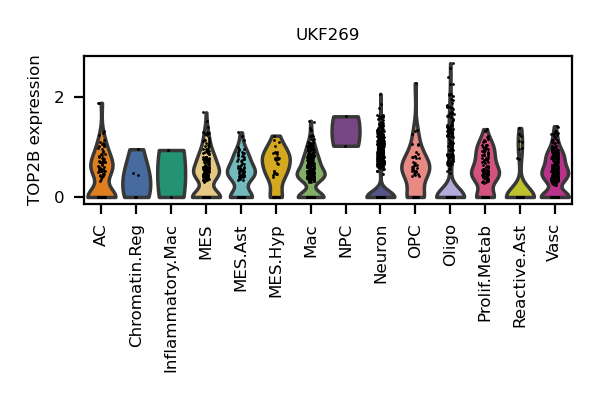 UKF269
TOP2B expression
2
0
AC
Chromatin.Reg
Inflammatory.Mac
MES
MES.Ast
MES.Hyp
Mac
NPC
Neuron
OPC
Oligo
Prolif.Metab
Reactive.Ast
Vasc